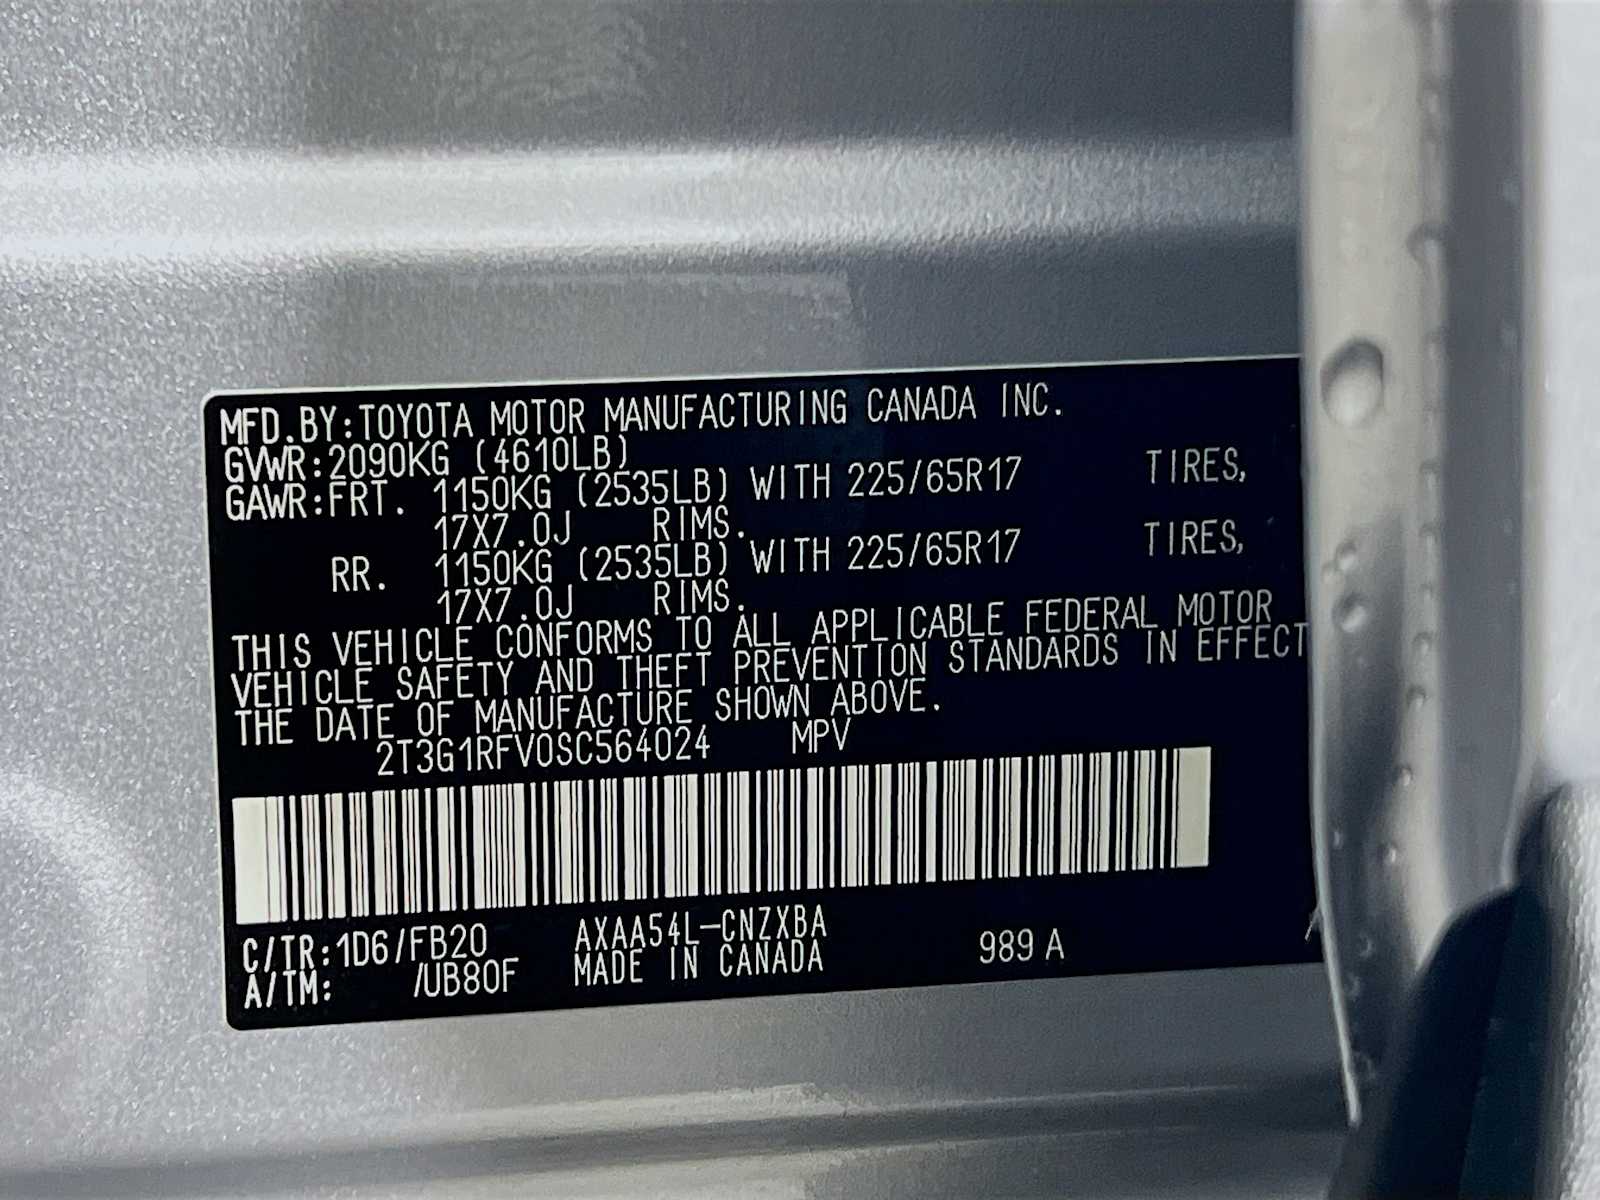 MFD.BY:TOYOTA MOTOR MANUFACTURING CANADA INC.
GVWR:2090KG (4610LB)
GAWR:FRT. 1150KG (2535LB) WITH 225/65R17 TIRES,
17X7.0J RIMS.
RR. 1150KG (2535LB) WITH 225/65R17 TIRES,
17X7.0J RIMS.
THIS VEHICLE CONFORMS TO ALL APPLICABLE FEDERAL MOTOR
VEHICLE SAFETY AND THEFT PREVENTION STANDARDS IN EFFECT
THE DATE OF MANUFACTURE SHOWN ABOVE.
2T3G1RFV0SC564024 MPV
C/TR:1D6/FB20 AXAA54L-CNZXBA 989 A
A/TM: /UB80F MADE IN CANADA